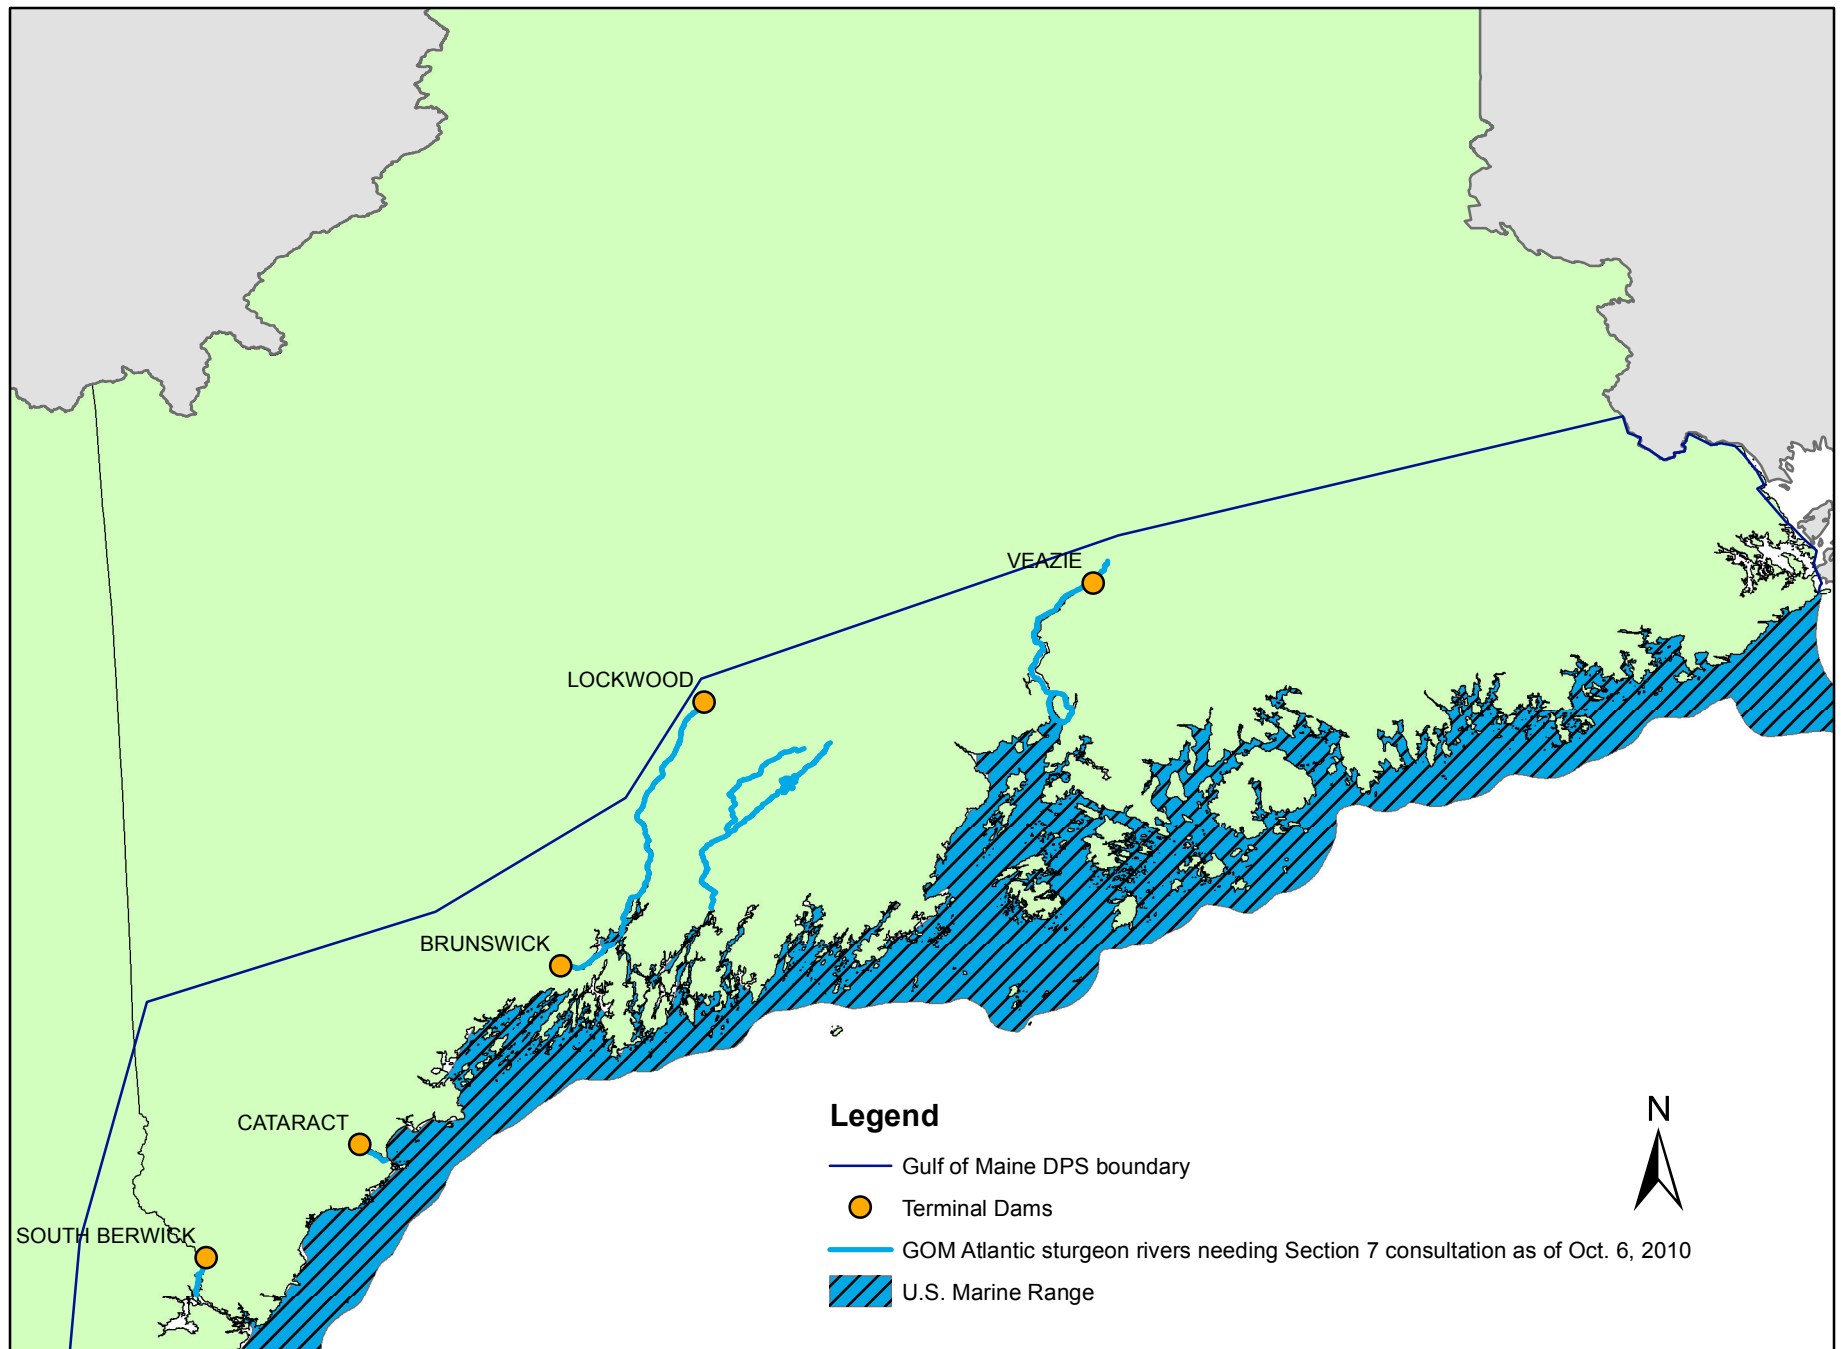 VEAZIE
LOCKWOOD
BRUNSWICK
CATARACT
SOUTH BERWICK
Legend
N
Gulf of Maine DPS boundary
Terminal Dams
GOM Atlantic sturgeon rivers needing Section 7 consultation as of Oct. 6, 2010
U.S. Marine Range